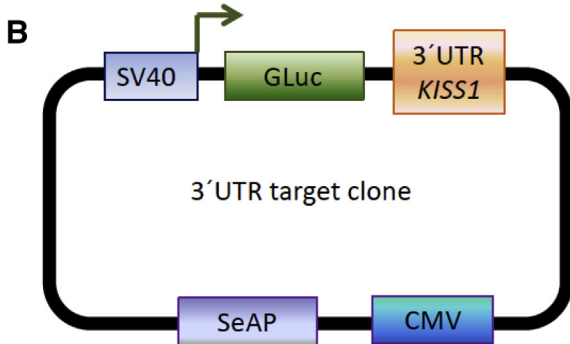 B
SV40
GLuc
3´UTR
KISS1
3´UTR target clone
SeAP
CMV